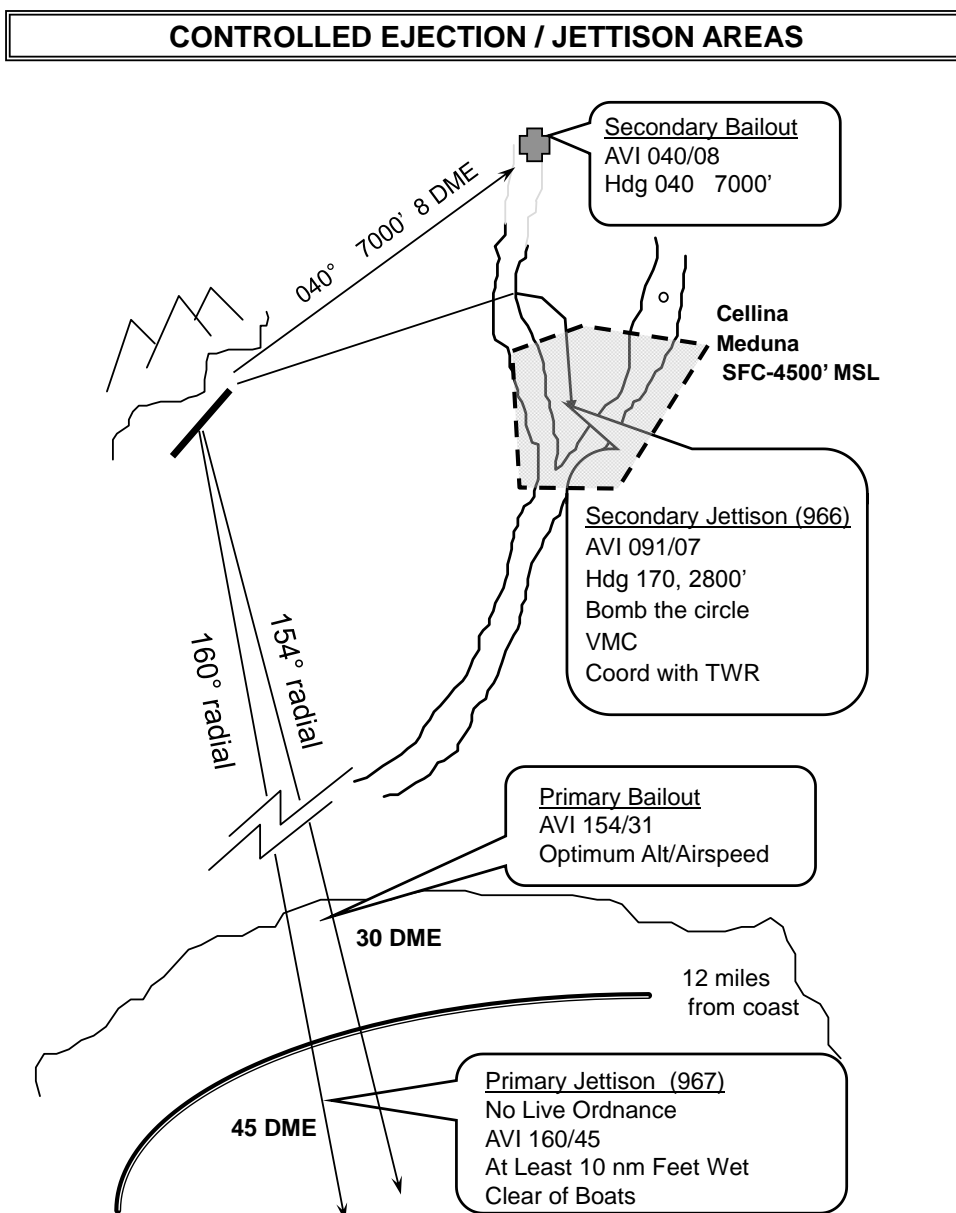 CONTROLLED EJECTION / JETTISON AREAS
Secondary Bailout
AVI 040/08
Hdg 040   7000'
040°   7000'  8 DME
Cellina
Meduna
SFC-4500' MSL
Secondary Jettison (966)
AVI 091/07
Hdg 170, 2800'
Bomb the circle
VMC
Coord with TWR
160° radial
154° radial
Primary Bailout
AVI 154/31
Optimum Alt/Airspeed
30 DME
12 miles
from coast
Primary Jettison  (967)
No Live Ordnance
AVI 160/45
At Least 10 nm Feet Wet
Clear of Boats
45 DME